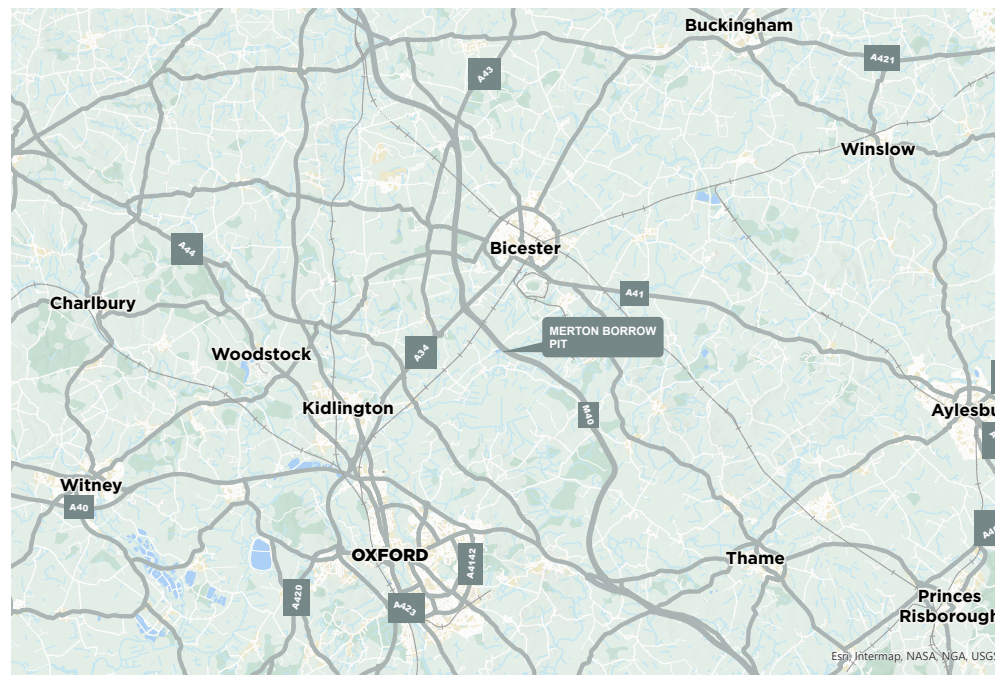 Buckingham
A421
A43
Winslow
Bicester
A44
A41
Charlbury
MERTON BORROW
PIT
Woodstock
A34
Kidlington
M40
Aylesbu
Witney
A40
OXFORD
A4142
Thame
A420
A423
Princes
Risborough
Esri, Intermap, NASA, NGA, USGS